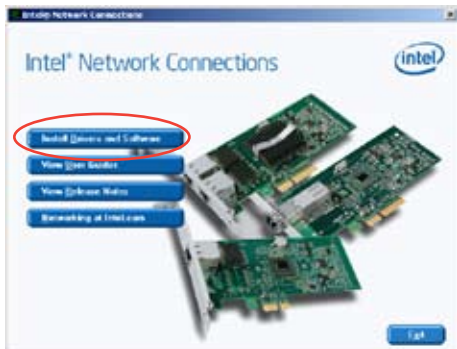 Intel® Network Connections
Intel® Network Connections
intel
Install Drivers and Software
View User Guides
View Release Notes
Networking at Intel.com
Exit